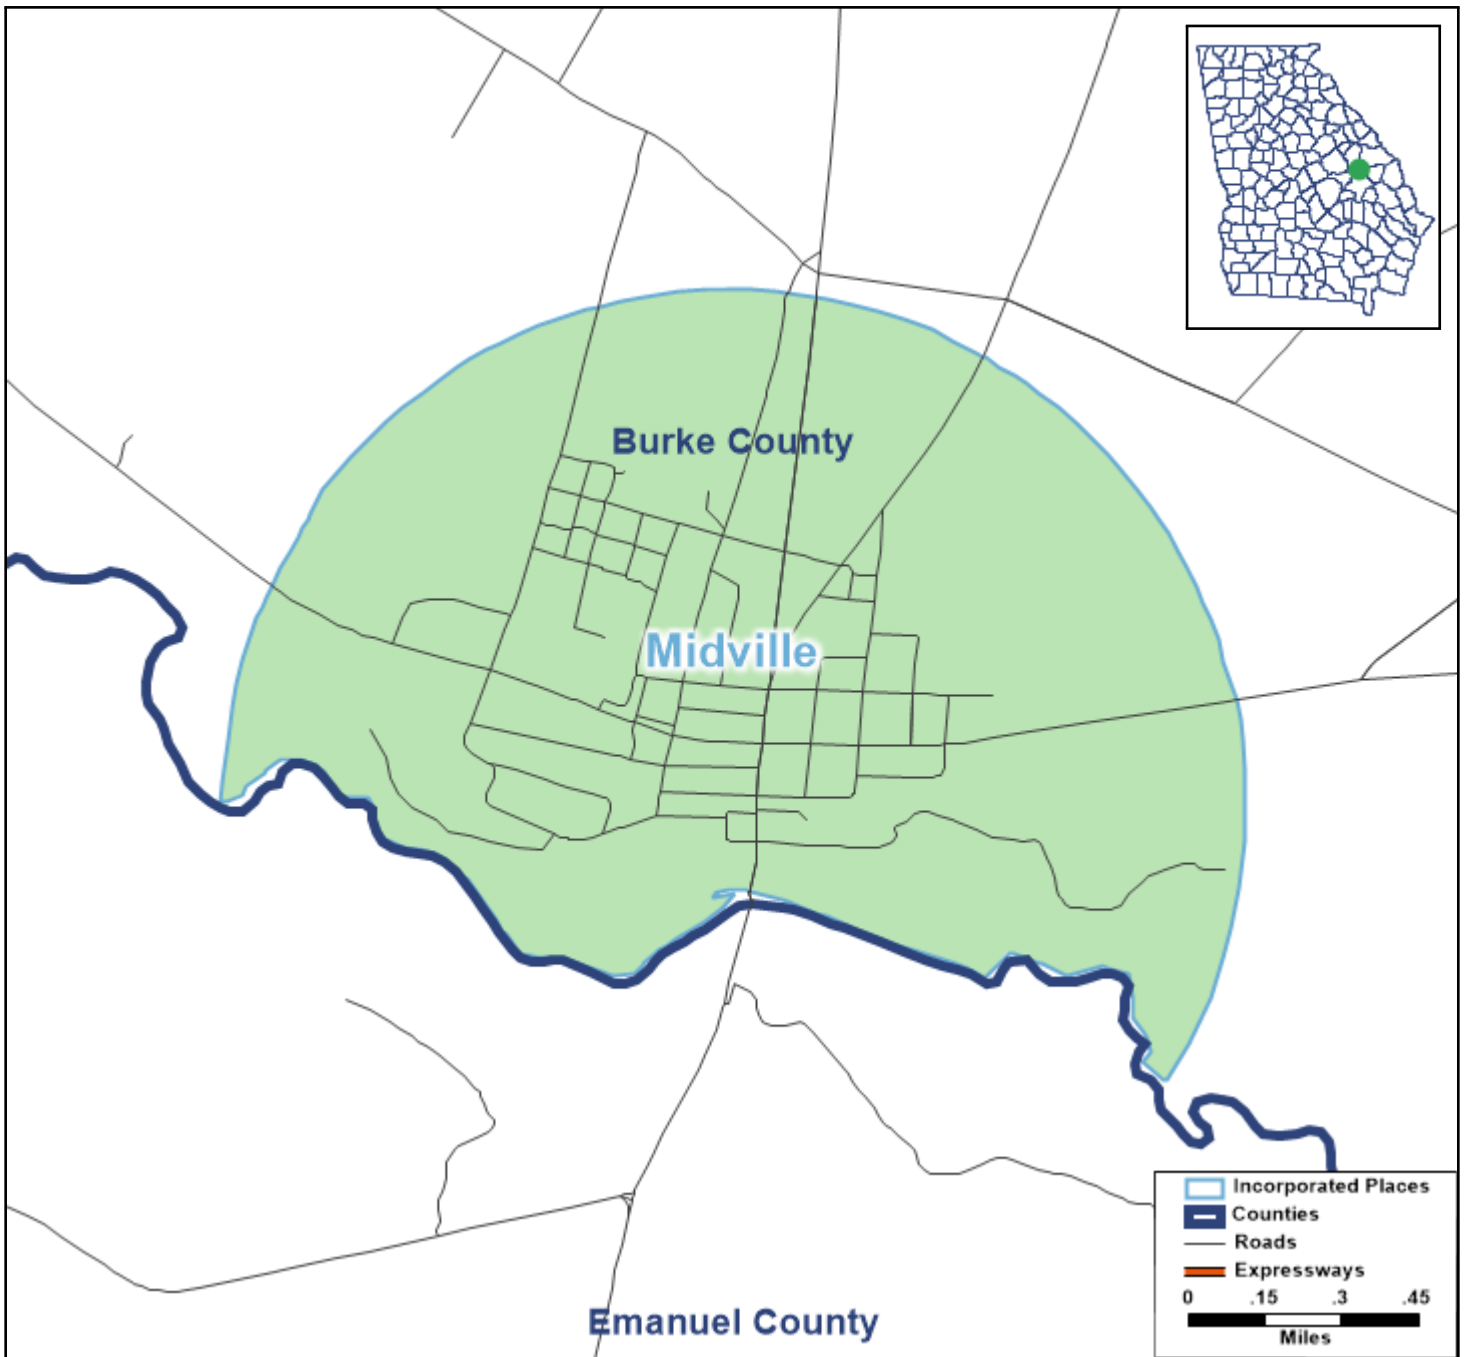 Burke County
Midville
Emanuel County
Incorporated Places
Counties
Roads
Expressways
0 .15 .3 .45
Miles